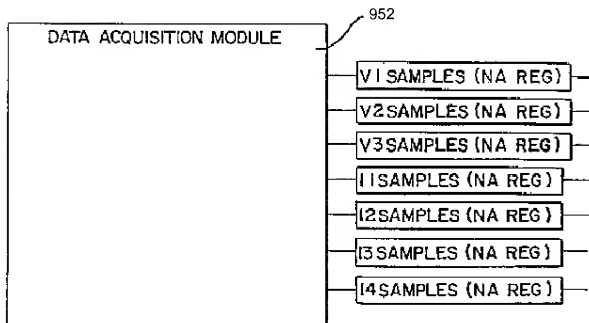 952
DATA ACQUISITION MODULE
V1 SAMPLES (NA REG)
V2 SAMPLES (NA REG)
V3 SAMPLES (NA REG)
I1 SAMPLES (NA REG)
I2 SAMPLES (NA REG)
I3 SAMPLES (NA REG)
I4 SAMPLES (NA REG)